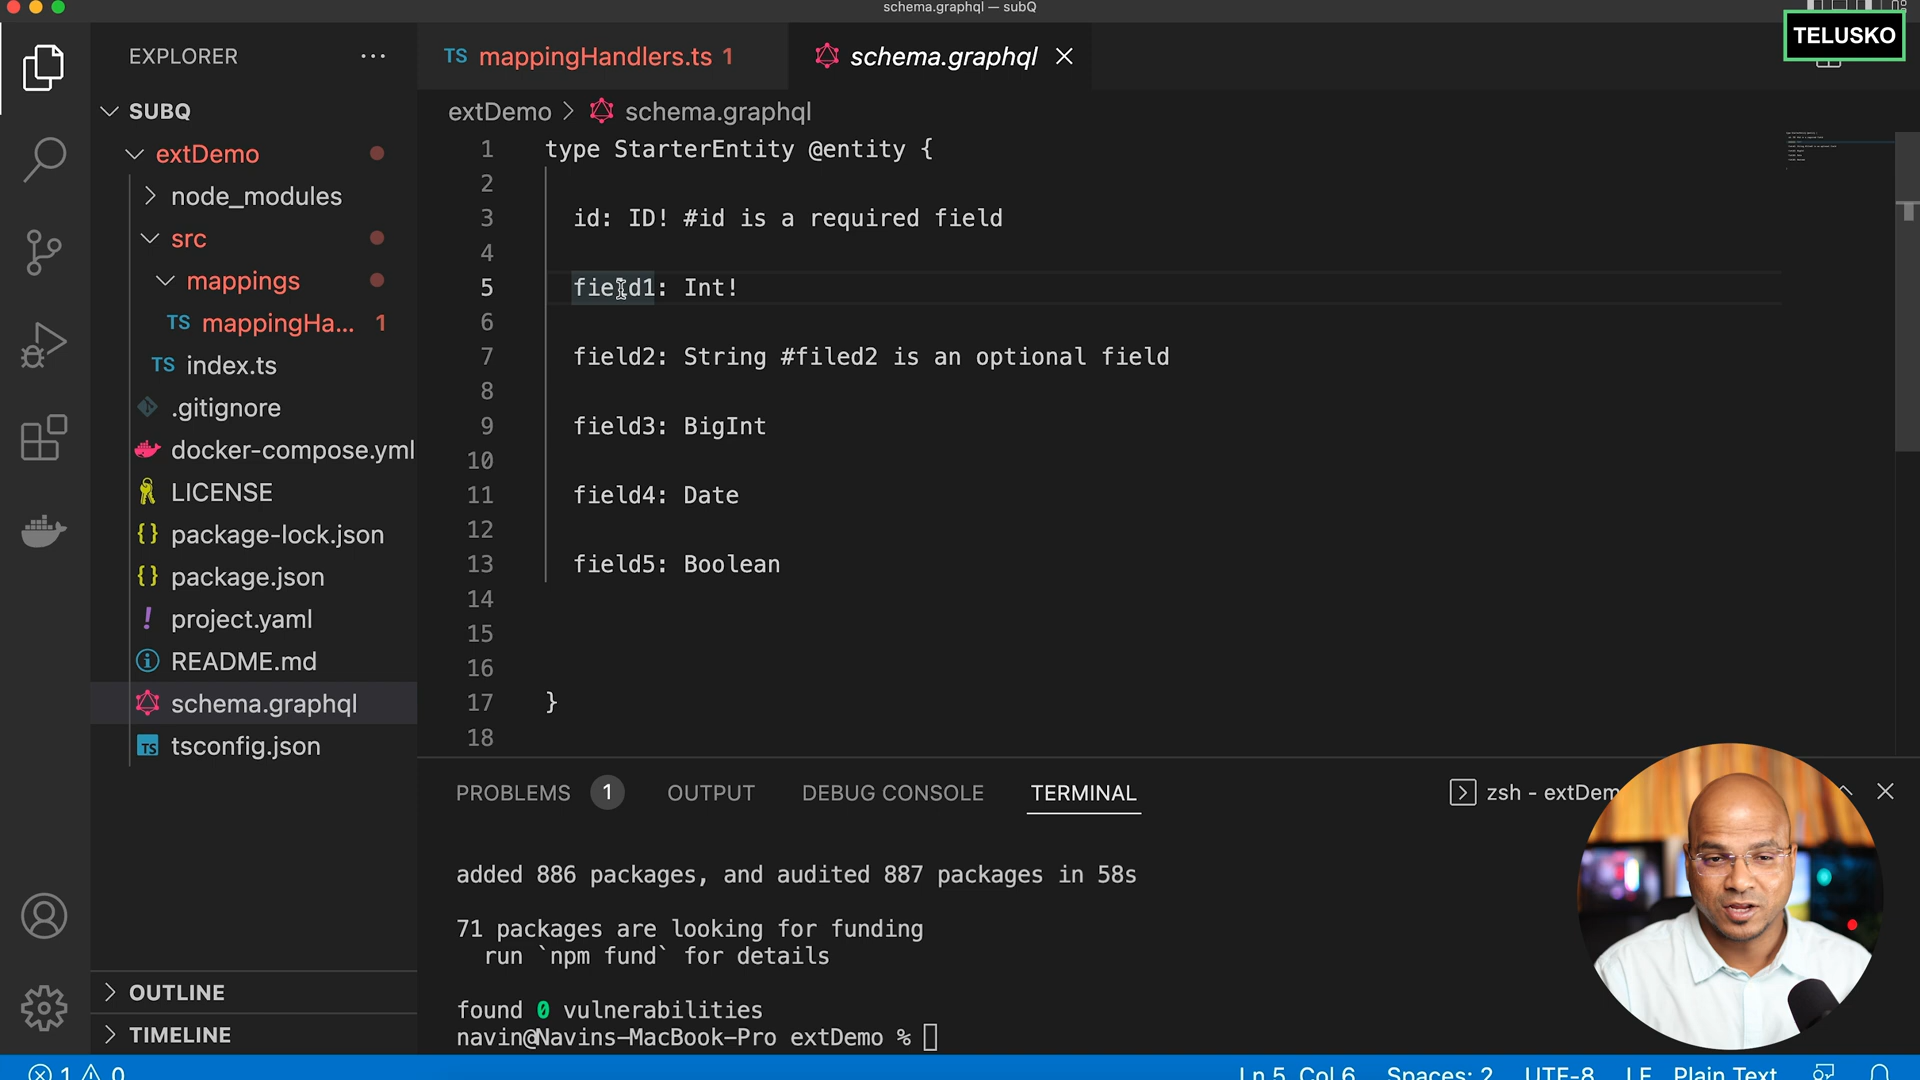 schema.graphql — subQ
TELUSKO
EXPLORER
SUBQ
extDemo
node_modules
src
mappings
TS mappingHa... 1
TS index.ts
.gitignore
docker-compose.yml
LICENSE
{} package-lock.json
{} package.json
! project.yaml
README.md
schema.graphql
TS tsconfig.json
OUTLINE
TIMELINE
TS mappingHandlers.ts 1
schema.graphql
extDemo > schema.graphql
1 type StarterEntity @entity {
2
3 id: ID! #id is a required field
4
5 field1: Int!
6
7 field2: String #filed2 is an optional field
8
9 field3: BigInt
10
11 field4: Date
12
13 field5: Boolean
14
15
16
17 }
18
PROBLEMS 1 OUTPUT DEBUG CONSOLE TERMINAL
zsh - extDem
added 886 packages, and audited 887 packages in 58s
71 packages are looking for funding
run `npm fund` for details
found 0 vulnerabilities
navin@Navins-MacBook-Pro extDemo %
1 0
Ln 5, Col 6 Spaces: 2 UTF-8 LF Plain Text